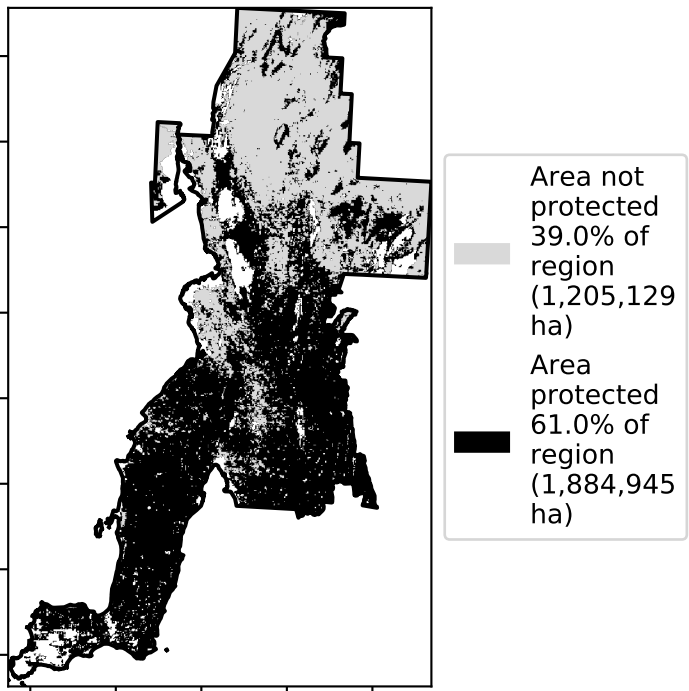 Area not
protected
39.0% of
region
(1,205,129
ha)
Area
protected
61.0% of
region
(1,884,945
ha)